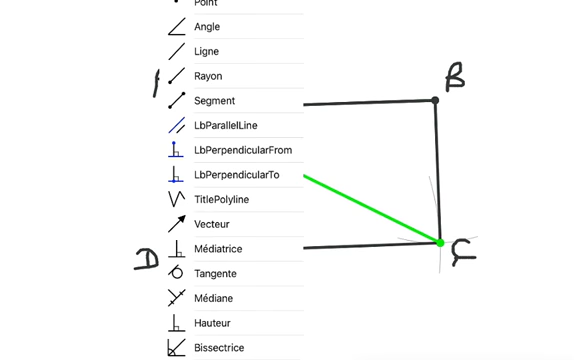 Point
Angle
Ligne
Rayon
Segment
LbParallelLine
LbPerpendicularFrom
LbPerpendicularTo
TitlePolyline
Vecteur
Médiatrice
Tangente
Médiane
Hauteur
Bissectrice
B
D
C